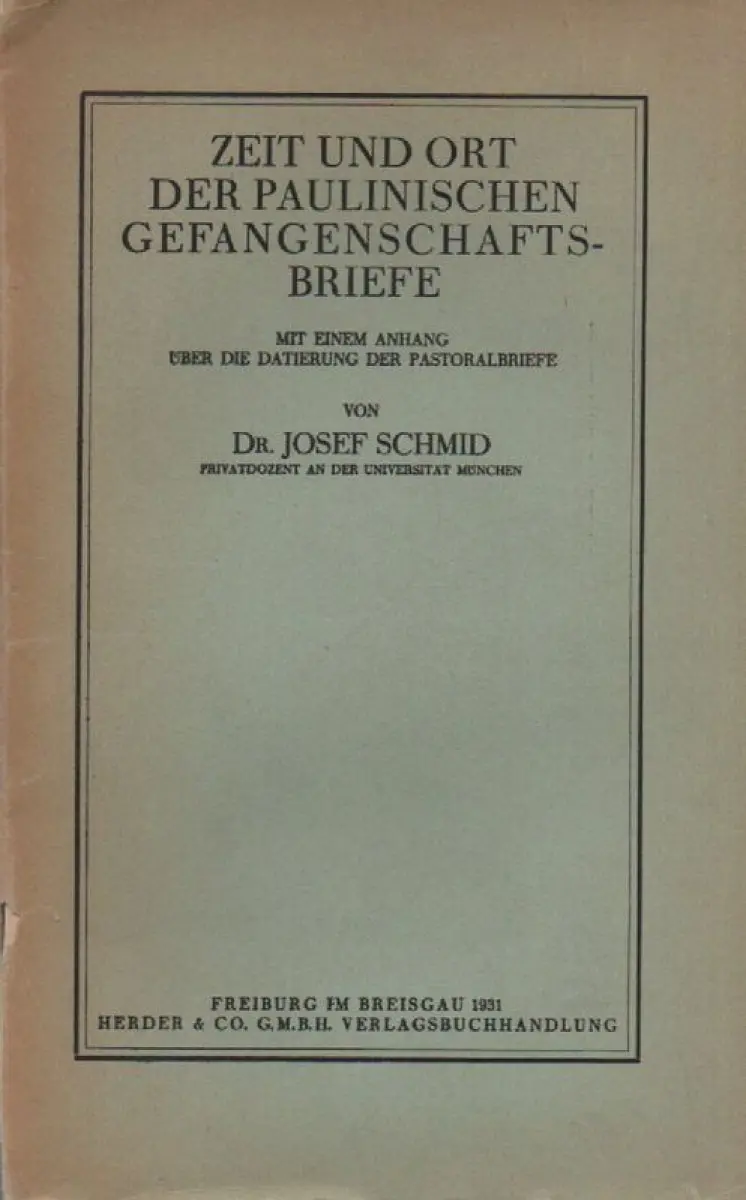 ZEIT UND ORT
DER PAULINISCHEN
GEFANGENSCHAFTS-
BRIEFE
MIT EINEM ANHANG
ÜBER DIE DATIERUNG DER PASTORALBRIEFE
VON
DR. JOSEF SCHMID
PRIVATDOZENT AN DER UNIVERSITÄT MÜNCHEN
FREIBURG IM BREISGAU 1931
HERDER & CO. G.M.B.H. VERLAGSBUCHHANDLUNG